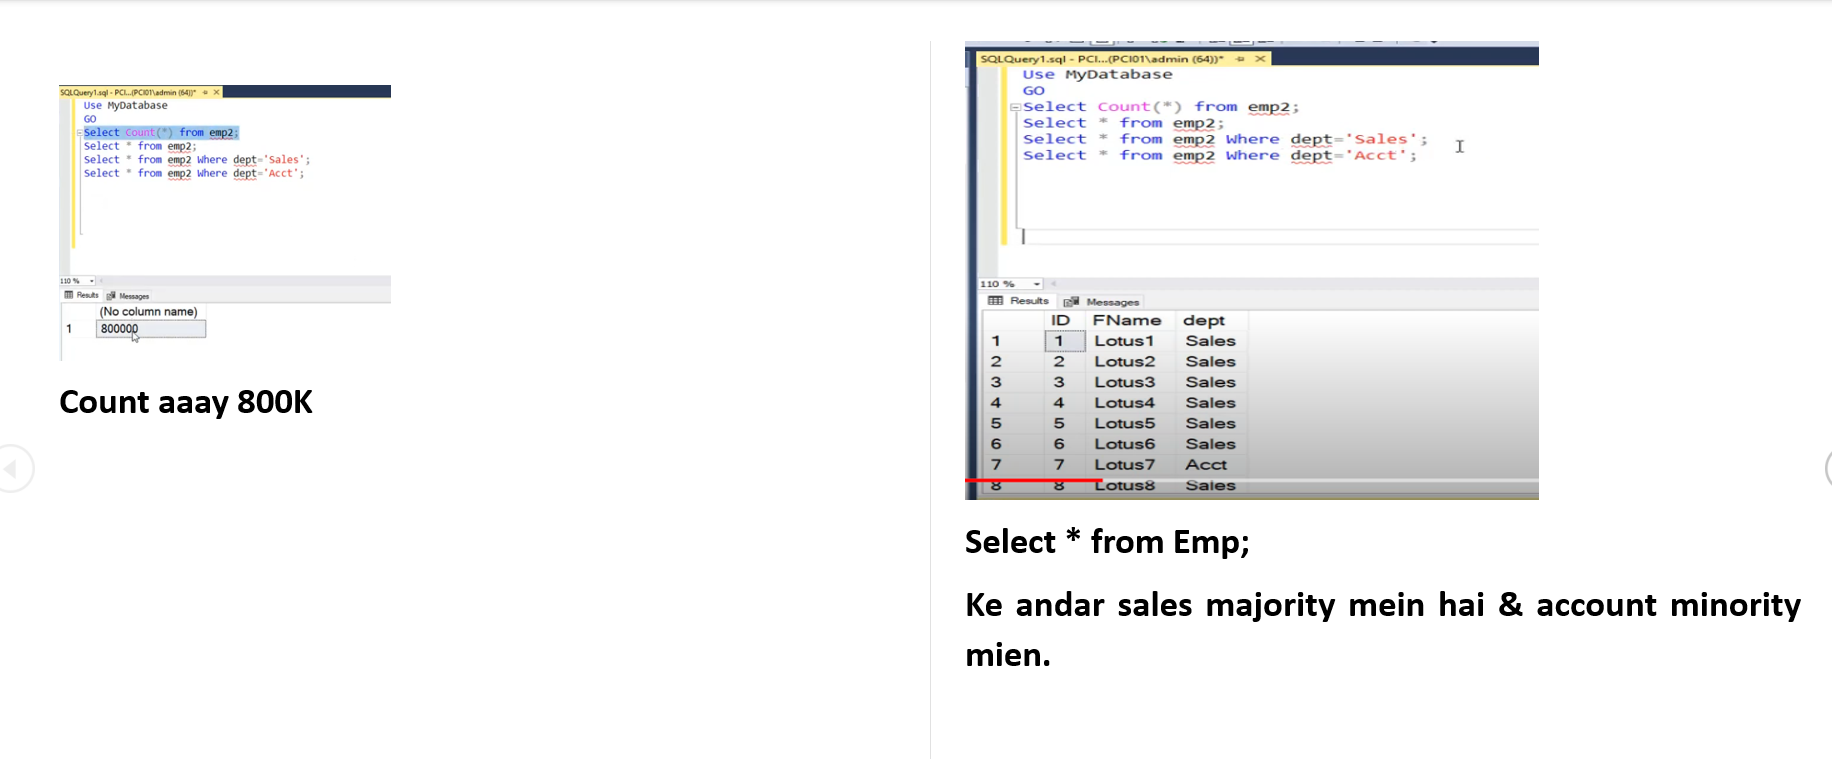 SQLQuery1.sql - PCI...(PCI01\admin (64))*
Use MyDatabase
GO
Select Count(*) from emp2;
Select * from emp2;
Select * from emp2 Where dept='Sales';
Select * from emp2 Where dept='Acct';
110 %
Results Messages
(No column name)
1 800000
Count aaay 800K
SQLQuery1.sql - PCI...(PCI01\admin (64))*
Use MyDatabase
GO
Select Count(*) from emp2;
Select * from emp2;
Select * from emp2 Where dept='Sales';
Select * from emp2 Where dept='Acct';
110 %
Results Messages
ID FName dept
1 1 Lotus1 Sales
2 2 Lotus2 Sales
3 3 Lotus3 Sales
4 4 Lotus4 Sales
5 5 Lotus5 Sales
6 6 Lotus6 Sales
7 7 Lotus7 Acct
8 8 Lotus8 Sales
Select * from Emp;
Ke andar sales majority mein hai & account minority
mien.